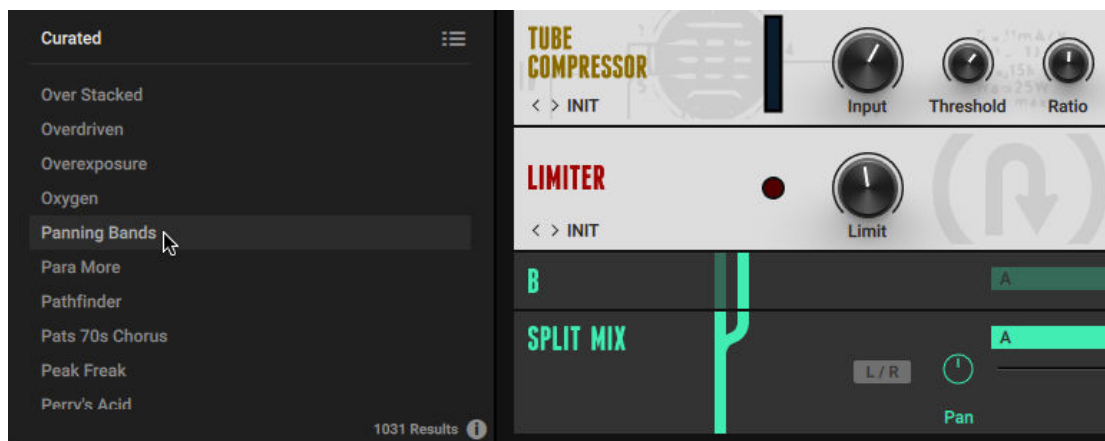 Curated
Over Stacked
Overdriven
Overexposure
Oxygen
Panning Bands
Para More
Pathfinder
Pats 70s Chorus
Peak Freak
Perry's Acid
1031 Results
TUBE
COMPRESSOR
< > INIT
Input Threshold Ratio
LIMITER
< > INIT
Limit
B
A
SPLIT MIX
A
L / R
Pan